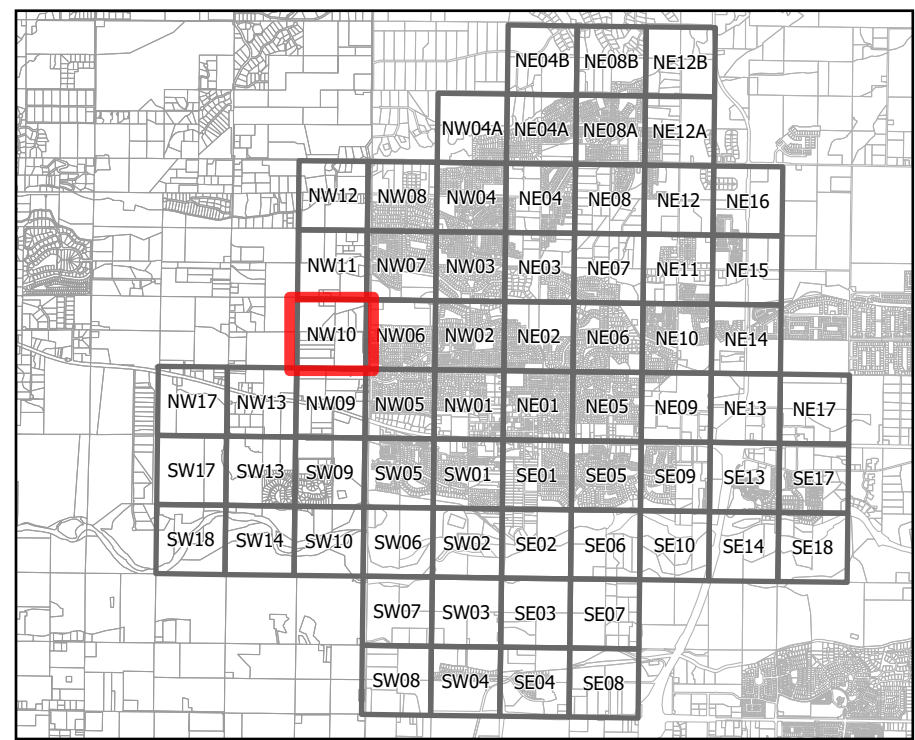 NE04B NE08B NE12B
NW04A NE04A NE08A NE12A
NW12 NW08 NW04 NE04 NE08 NE12 NE16
NW11 NW07 NW03 NE03 NE07 NE11 NE15
NW10 NW06 NW02 NE02 NE06 NE10 NE14
NW17 NW13 NW09 NW05 NW01 NE01 NE05 NE09 NE13 NE17
SW17 SW13 SW09 SW05 SW01 SE01 SE05 SE09 SE13 SE17
SW18 SW14 SW10 SW06 SW02 SE02 SE06 SE10 SE14 SE18
SW07 SW03 SE03 SE07
SW08 SW04 SE04 SE08